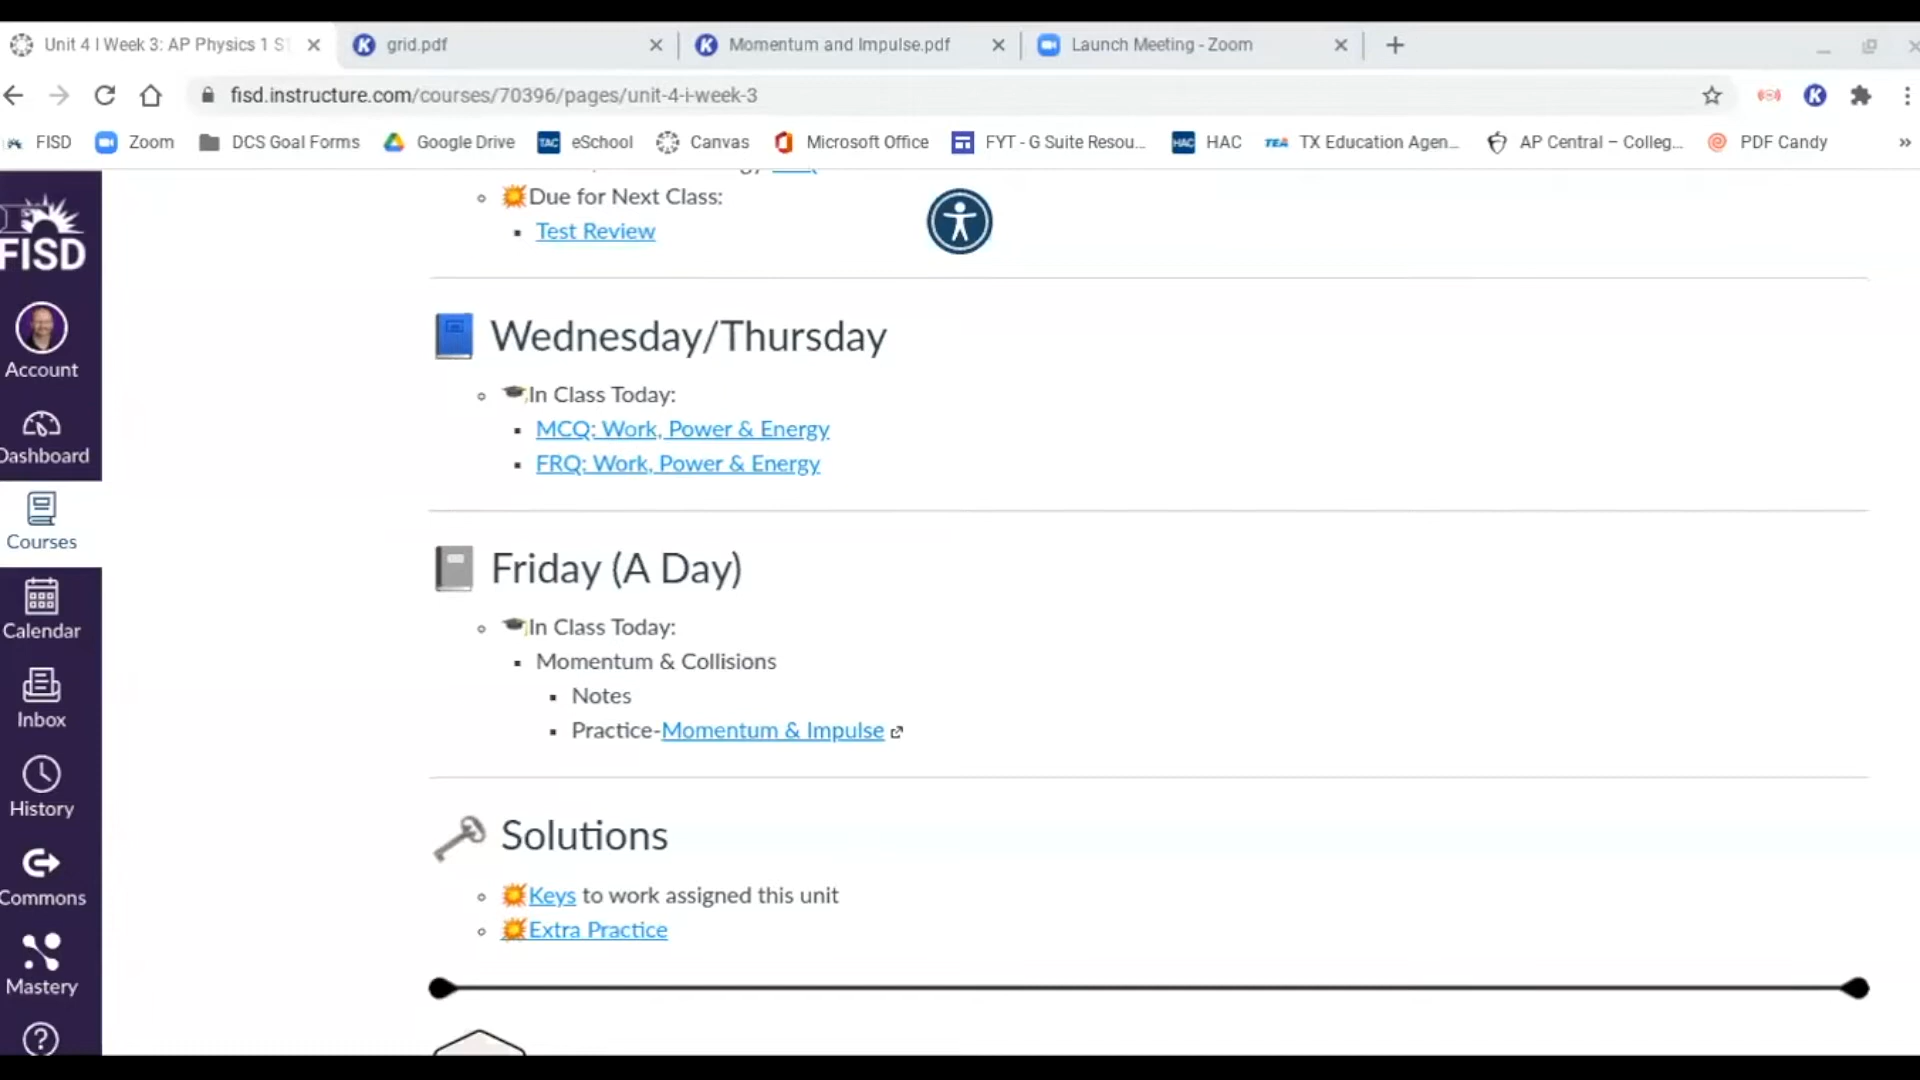 Unit 4 I Week 3: AP Physics 1 S
grid.pdf
Momentum and Impulse.pdf
Launch Meeting - Zoom
fisd.instructure.com/courses/70396/pages/unit-4-i-week-3
FISD
Zoom
DCS Goal Forms
Google Drive
TAC
eSchool
Canvas
Microsoft Office
FYT - G Suite Resou...
HAC
HAC
TEA
TX Education Agen...
AP Central – Colleg...
PDF Candy
FISD
Account
Dashboard
Courses
Calendar
Inbox
History
Commons
Mastery
Due for Next Class:
Test Review
Wednesday/Thursday
In Class Today:
MCQ: Work, Power & Energy
FRQ: Work, Power & Energy
Friday (A Day)
In Class Today:
Momentum & Collisions
Notes
Practice-Momentum & Impulse
Solutions
Keys to work assigned this unit
Extra Practice